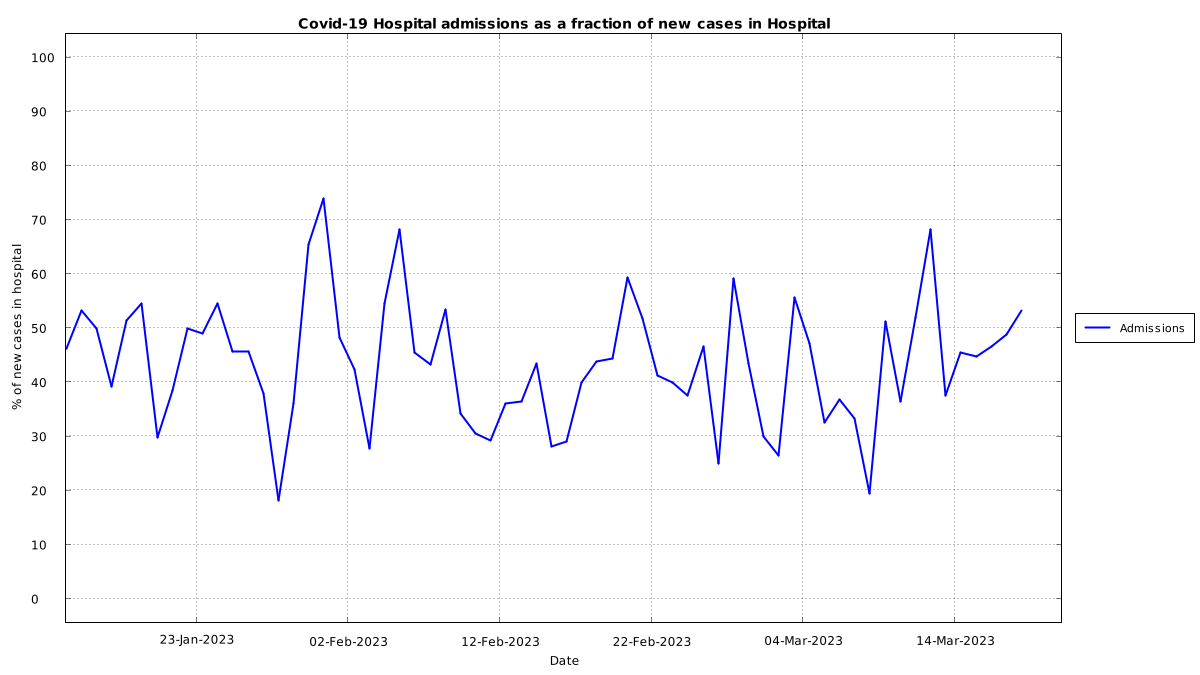 Covid-19 Hospital admissions as a fraction of new cases in Hospital
% of new cases in hospital
100
90
80
70
60
50
40
30
20
10
0
Admissions
23-Jan-2023 02-Feb-2023 12-Feb-2023 22-Feb-2023 04-Mar-2023 14-Mar-2023
Date